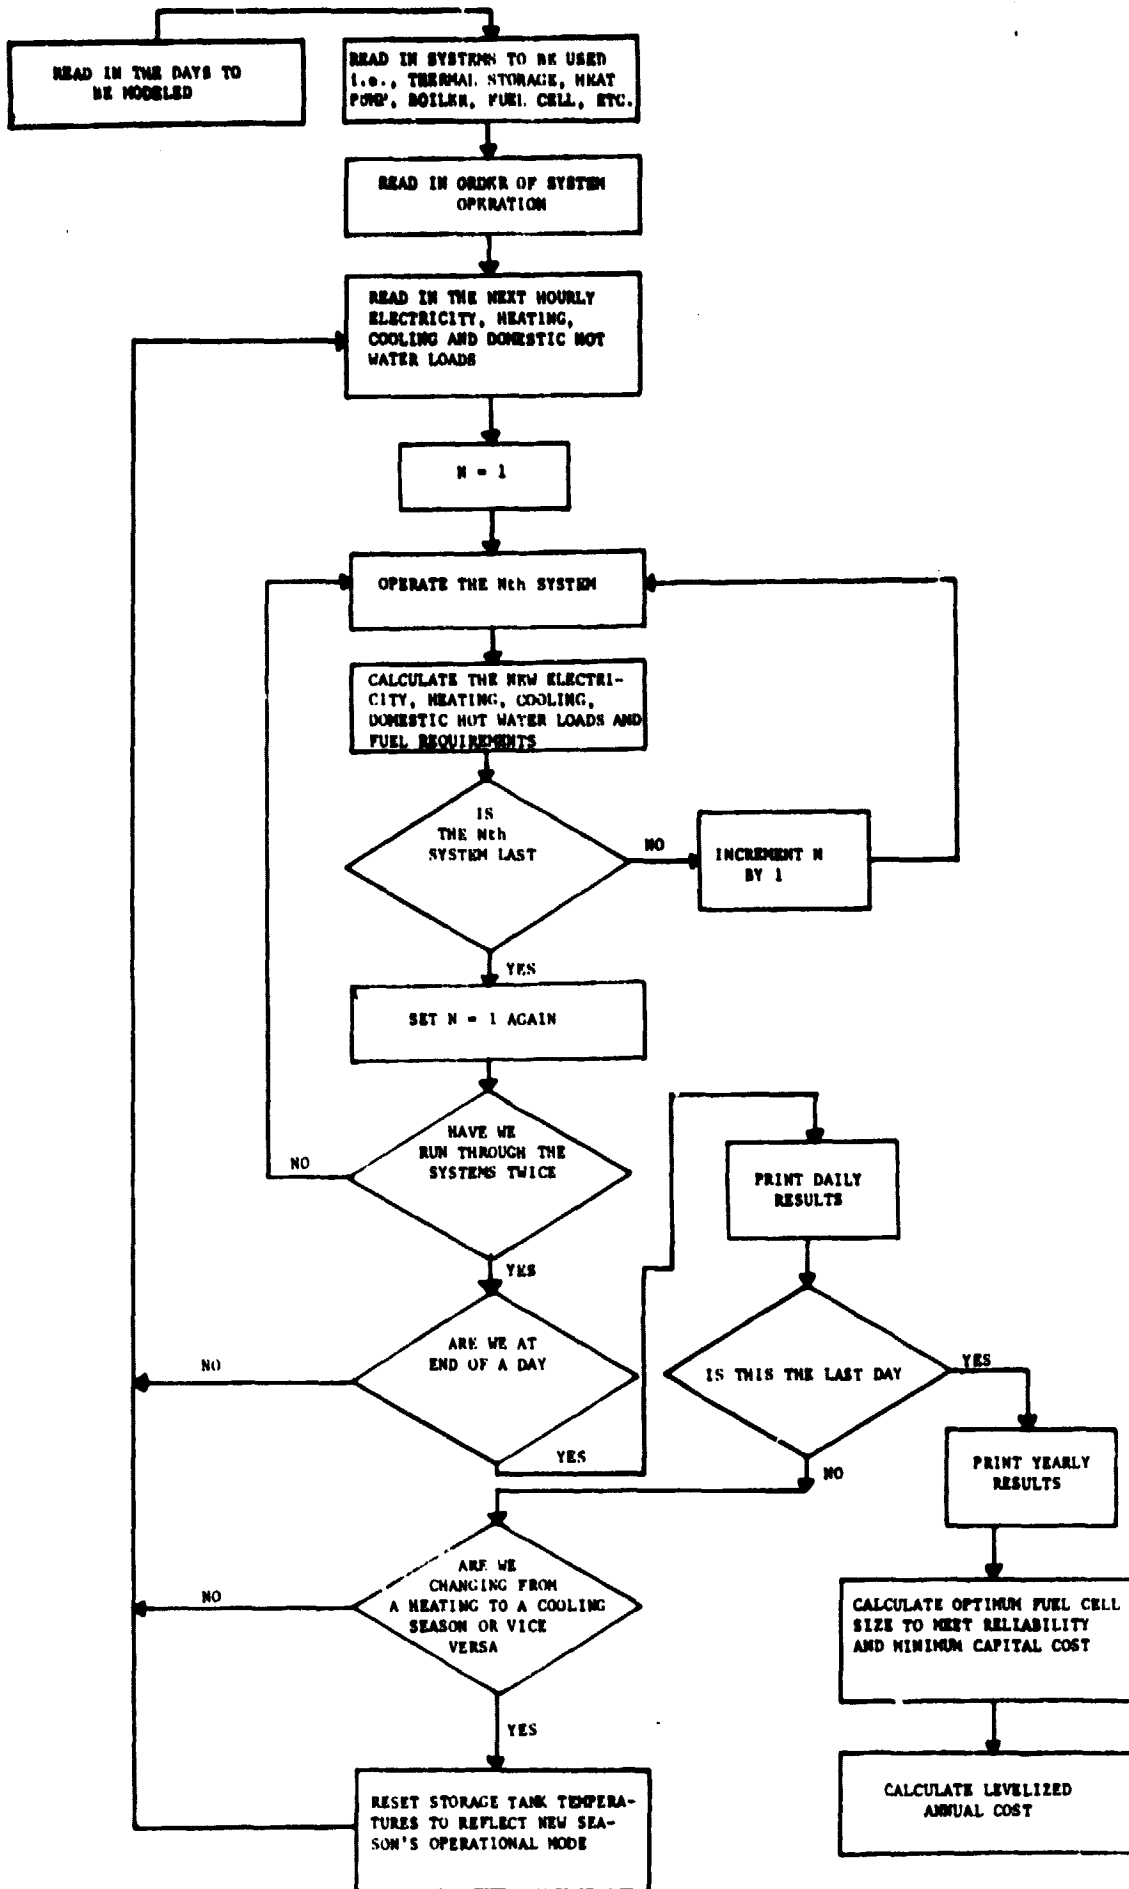 READ IN THE DAYS TO
BE MODELED
READ IN SYSTEMS TO BE USED
i.e., THERMAL STORAGE, HEAT
PUMP, BOILER, FUEL CELL, ETC.
READ IN ORDER OF SYSTEM
OPERATION
READ IN THE NEXT HOURLY
ELECTRICITY, HEATING,
COOLING AND DOMESTIC HOT
WATER LOADS
N = 1
OPERATE THE Nth SYSTEM
CALCULATE THE NEW ELECTRI-
CITY, HEATING, COOLING,
DOMESTIC HOT WATER LOADS AND
FUEL REQUIREMENTS
IS
THE Nth
SYSTEM LAST
NO
INCREMENT N
BY 1
YES
SET N = 1 AGAIN
HAVE WE
RUN THROUGH THE
SYSTEMS TWICE
NO
YES
PRINT DAILY
RESULTS
ARE WE AT
END OF A DAY
NO
YES
IS THIS THE LAST DAY
YES
NO
PRINT YEARLY
RESULTS
ARE WE
CHANGING FROM
A HEATING TO A COOLING
SEASON OR VICE
VERSA
NO
YES
CALCULATE OPTIMUM FUEL CELL
SIZE TO MEET RELIABILITY
AND MINIMUM CAPITAL COST
RESET STORAGE TANK TEMPERA-
TURES TO REFLECT NEW SEA-
SON'S OPERATIONAL MODE
CALCULATE LEVELIZED
ANNUAL COST